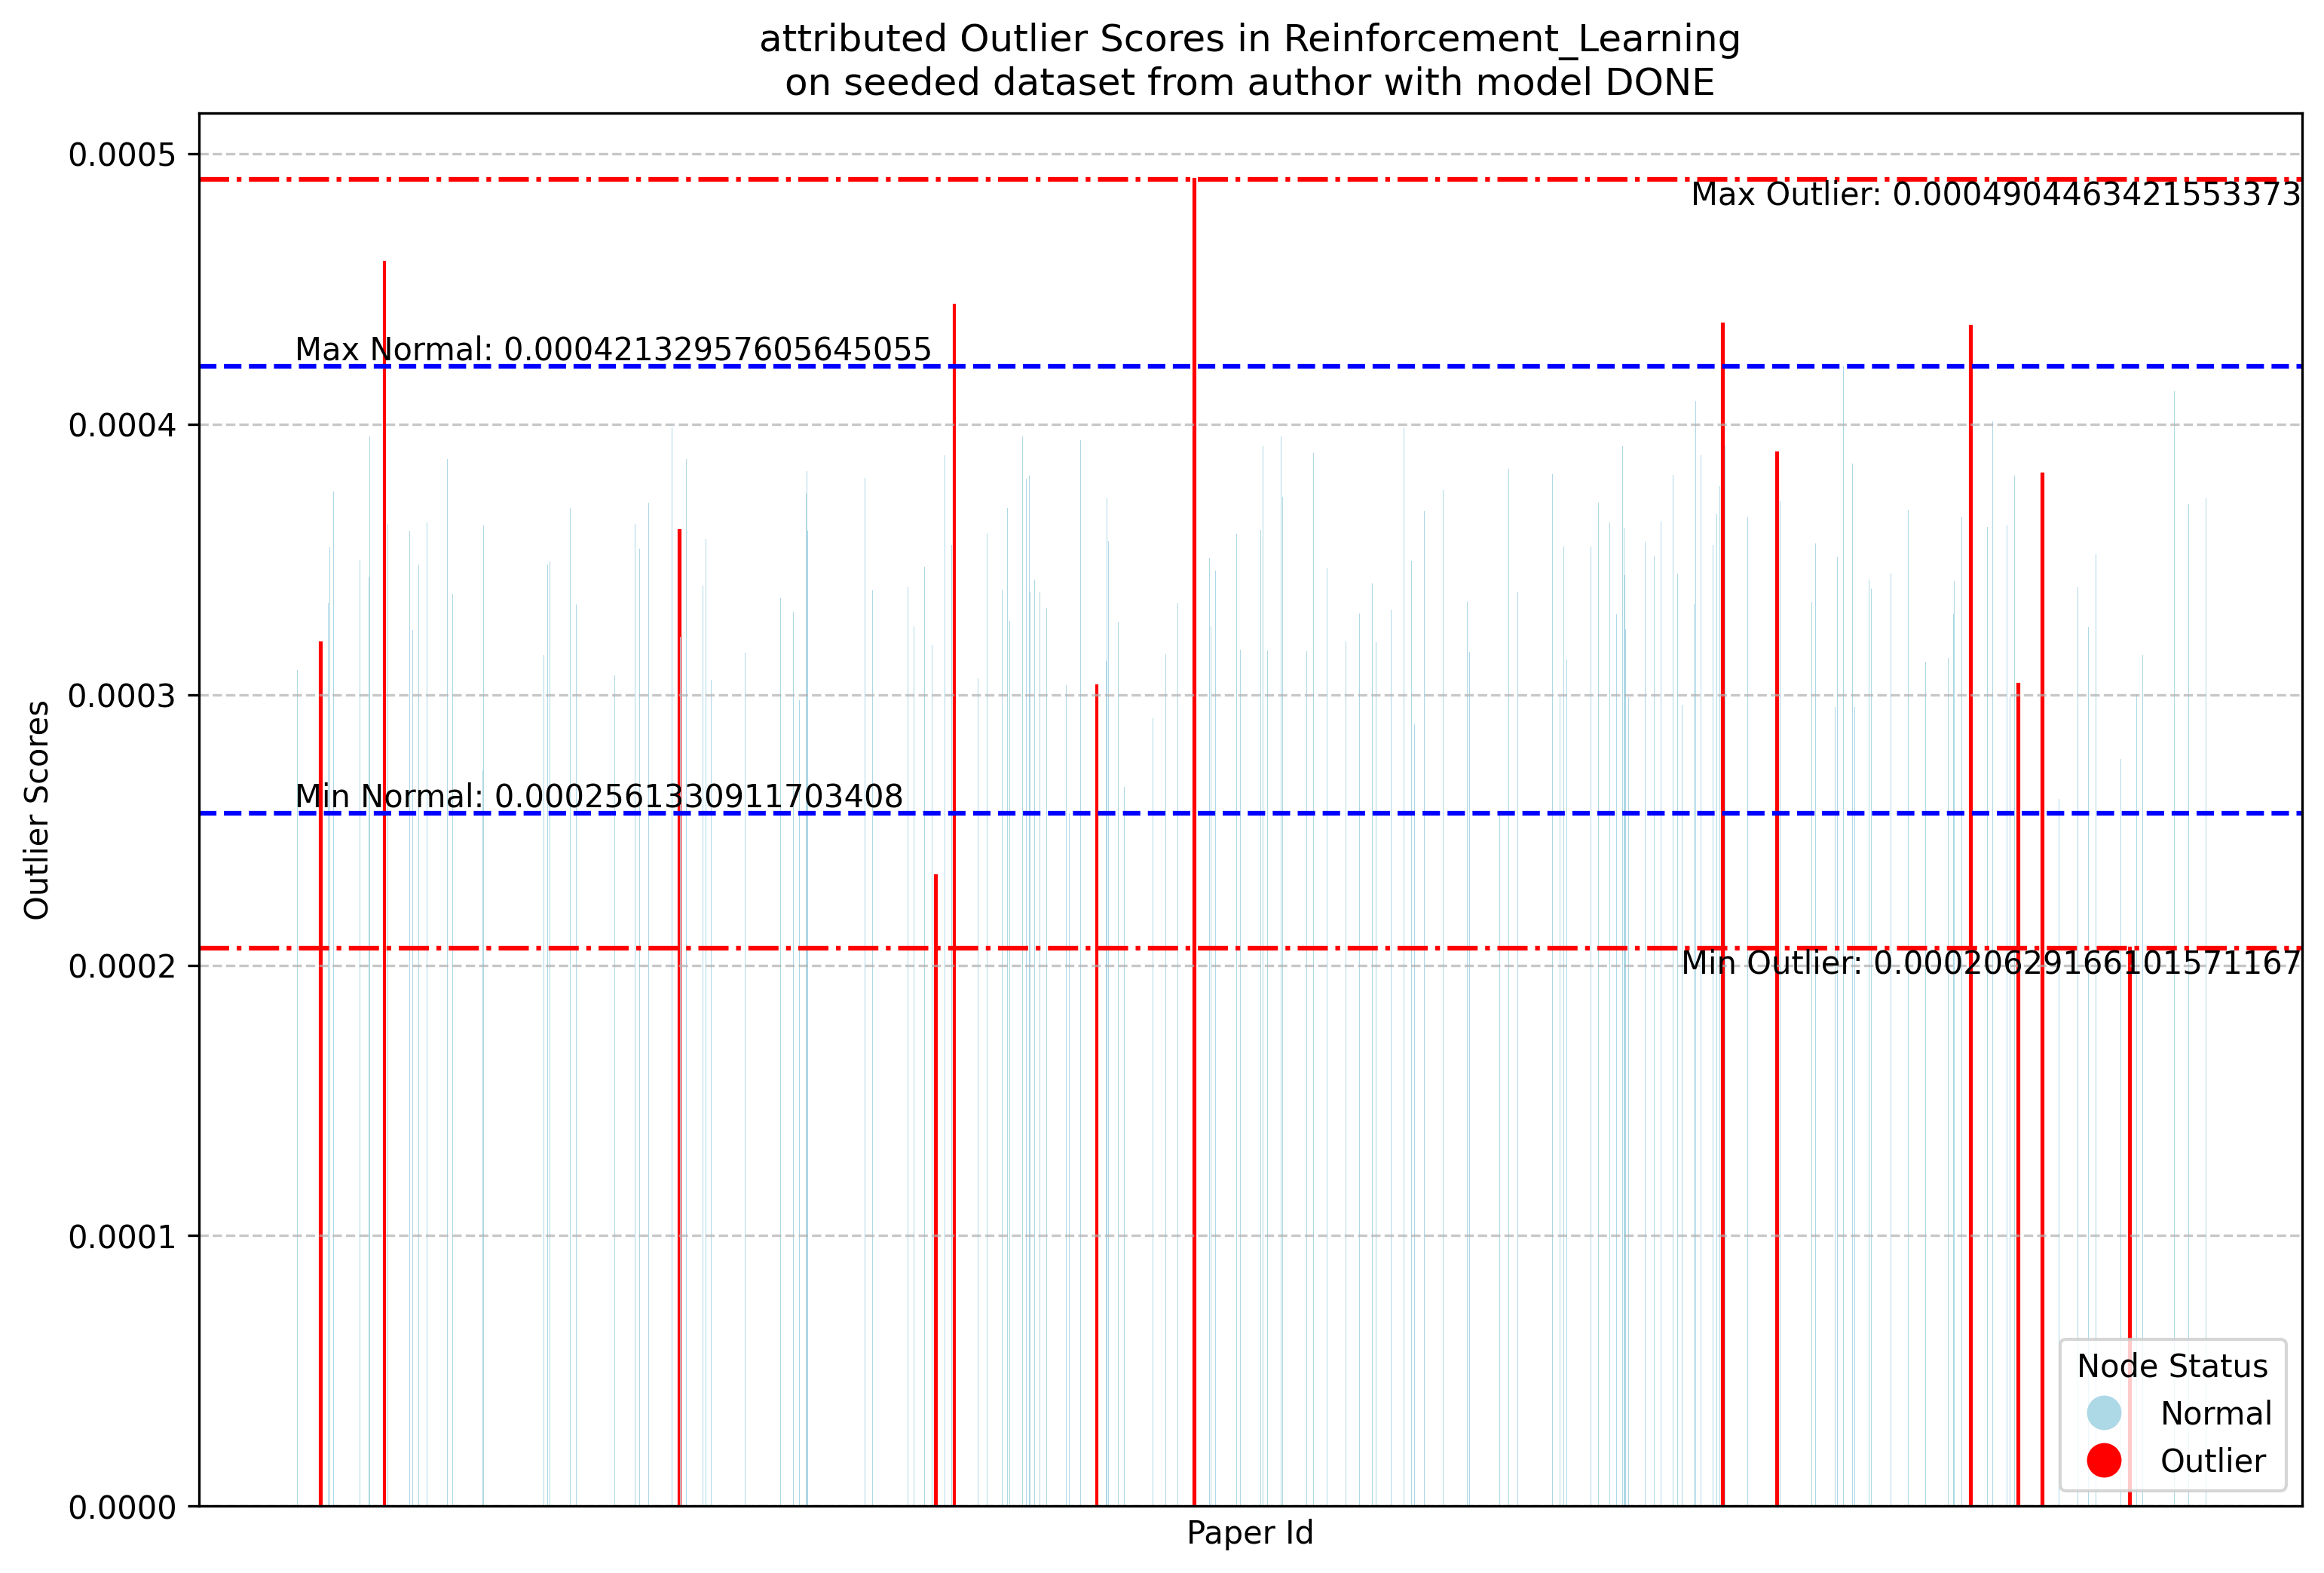 attributed Outlier Scores in Reinforcement_Learning
on seeded dataset from author with model DONE
Outlier Scores
0.0005
0.0004
0.0003
0.0002
0.0001
0.0000
Max Outlier: 0.0004904463421553373
Max Normal: 0.00042132957605645055
Min Normal: 0.0002561330911703408
Min Outlier: 0.00020629166101571167
Node Status
Normal
Outlier
Paper Id